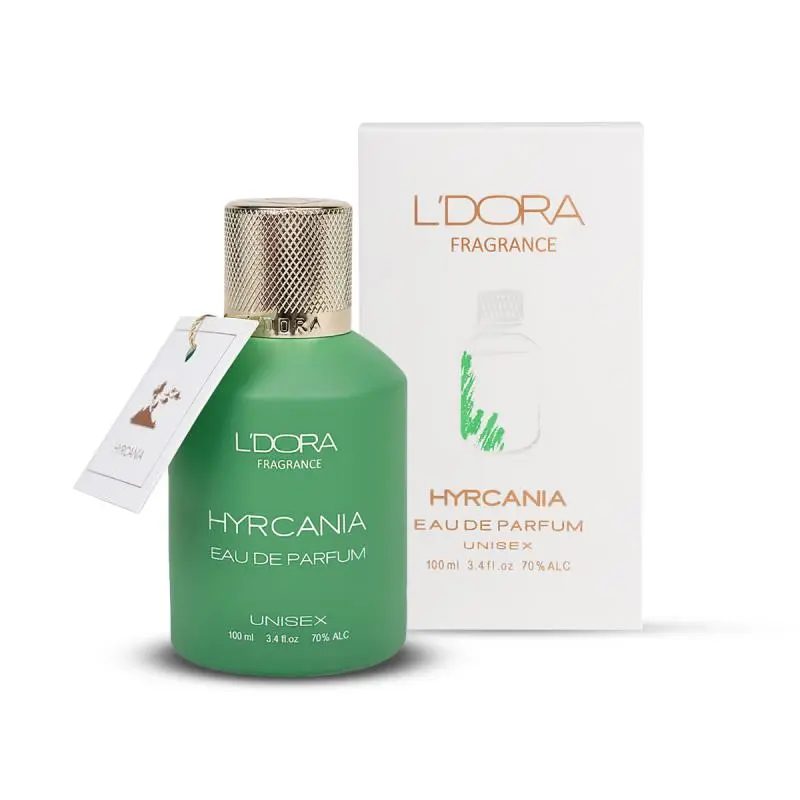 L'DORA
FRAGRANCE
HYRCANIA
EAU DE PARFUM
UNISEX
100 ml 3.4 fl.oz 70% ALC
HYRCANIA
L'DORA
FRAGRANCE
HYRCANIA
EAU DE PARFUM
UNISEX
100 ml 3.4 fl.oz 70% ALC